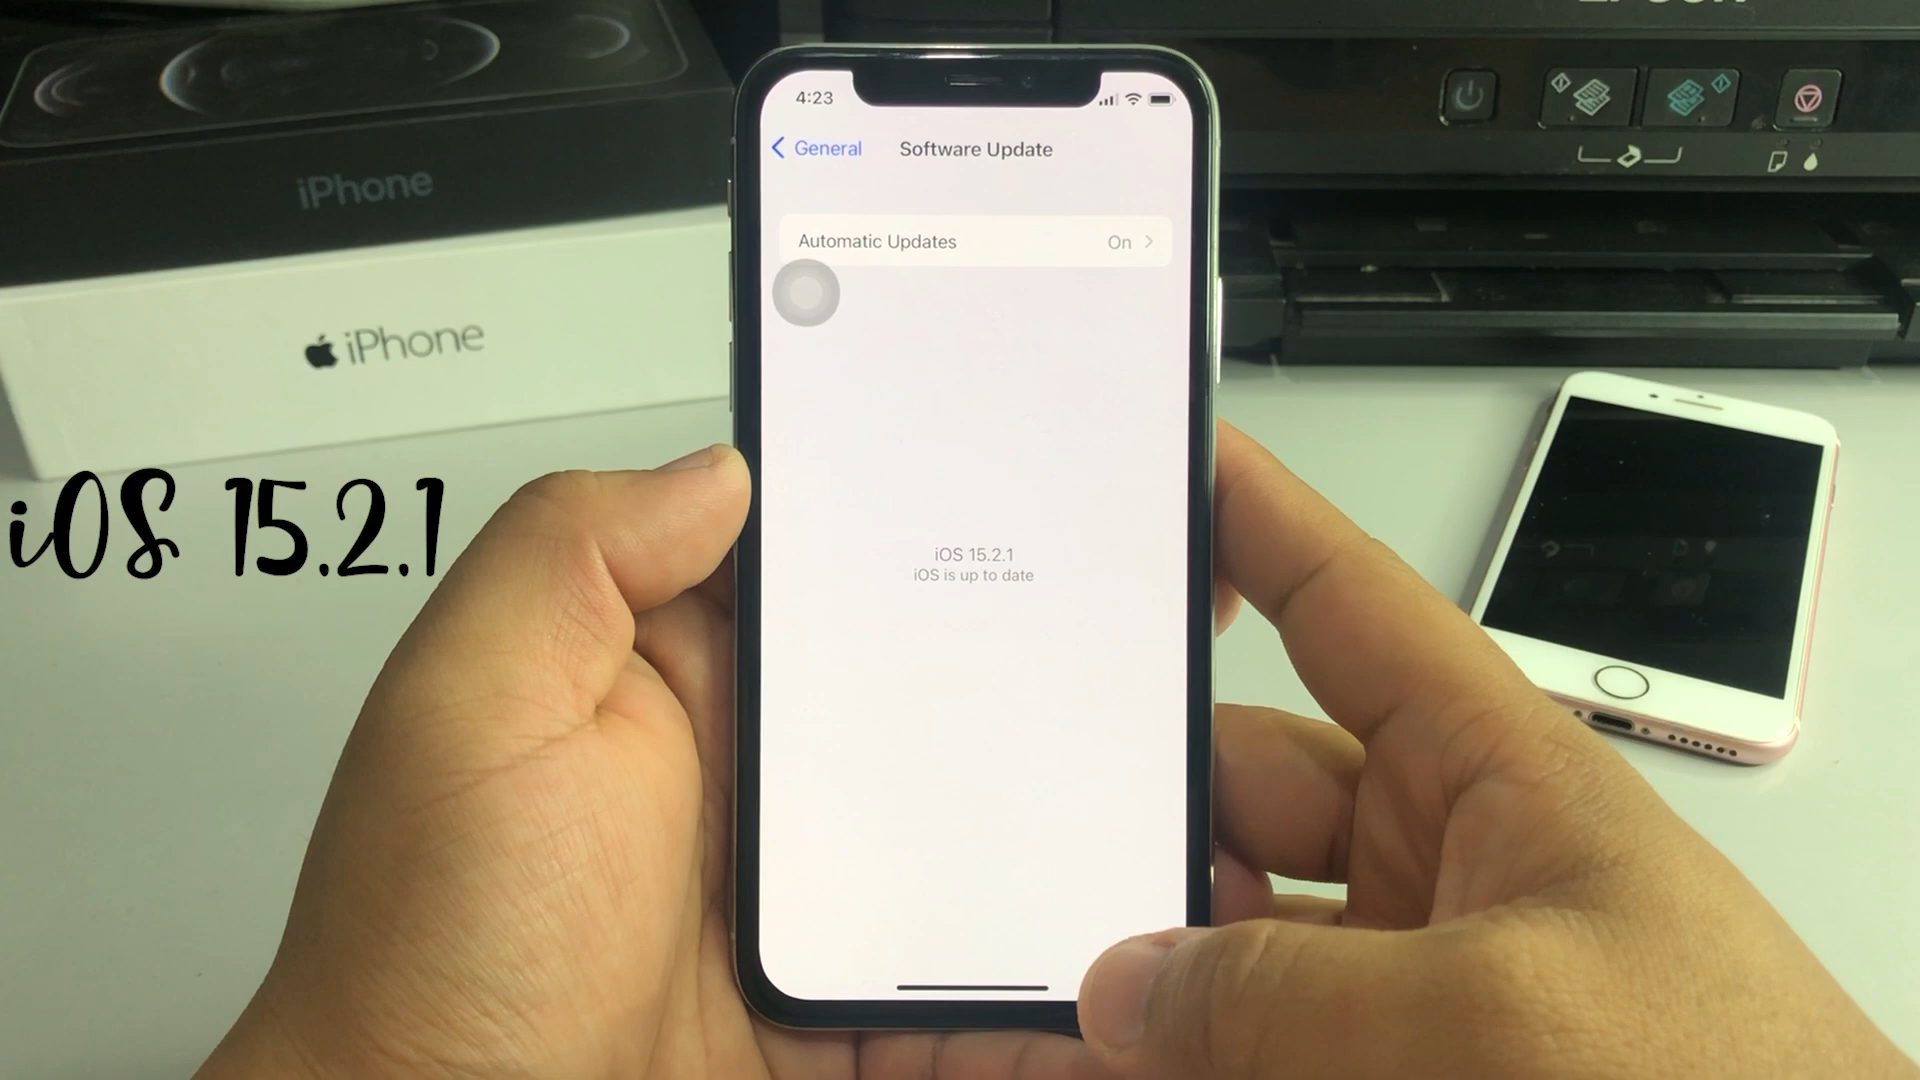 iPhone
iPhone
iOS 15.2.1
4:23
General
Software Update
Automatic Updates
On
iOS 15.2.1
iOS is up to date